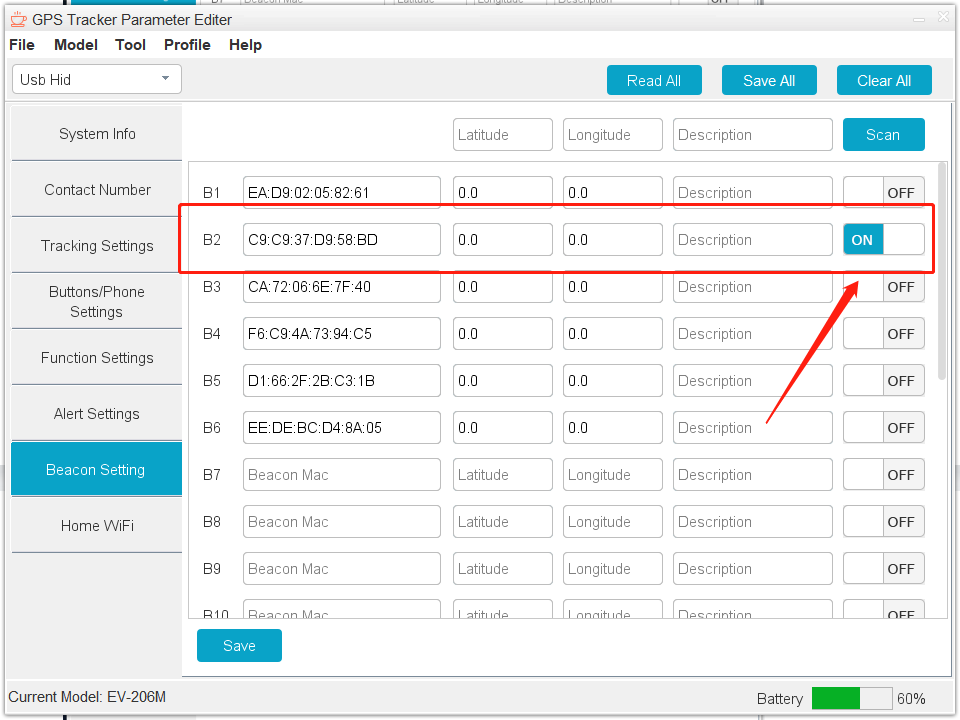 GPS Tracker Parameter Editer
File Model Tool Profile Help
Usb Hid Read All Save All Clear All
System Info
Contact Number
Tracking Settings
Buttons/Phone
Settings
Function Settings
Alert Settings
Beacon Setting
Home WiFi
Latitude Longitude Description Scan
B1 EA:D9:02:05:82:61 0.0 0.0 OFF
B2 C9:C9:37:D9:58:BD 0.0 0.0 Description ON
B3 CA:72:06:6E:7F:40 0.0 0.0 Description OFF
B4 F6:C9:4A:73:94:C5 0.0 0.0 Description OFF
B5 D1:66:2F:2B:C3:1B 0.0 0.0 Description OFF
B6 EE:DE:BC:D4:8A:05 0.0 0.0 Description OFF
B7 Beacon Mac Latitude Longitude Description OFF
B8 Beacon Mac Latitude Longitude Description OFF
B9 Beacon Mac Latitude Longitude Description OFF
B10 Beacon Mac Latitude Longitude Description OFF
Save
Current Model: EV-206M
Battery 60%